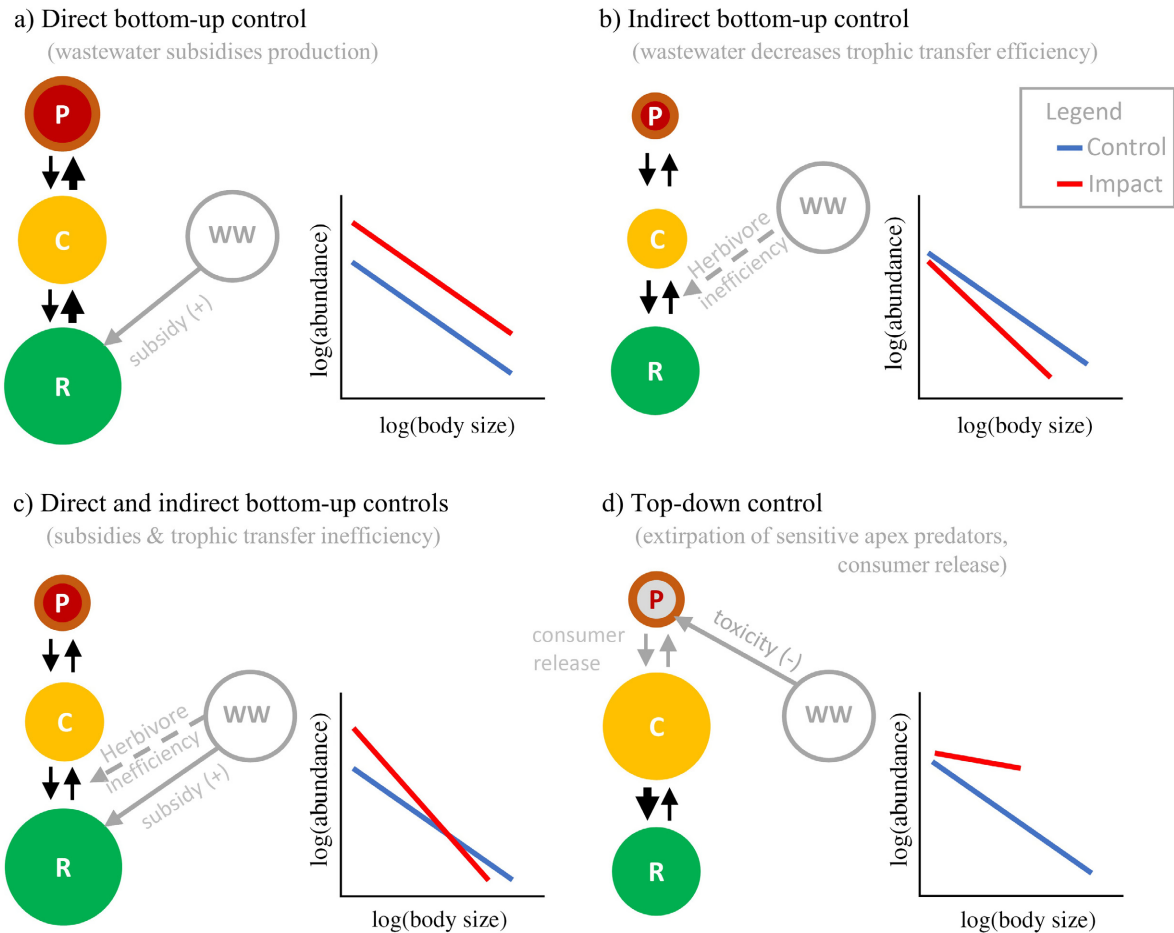 a) Direct bottom-up control
(wastewater subsidises production)
P
C
R
WW
subsidy (+)
log(abundance)
log(body size)
b) Indirect bottom-up control
(wastewater decreases trophic transfer efficiency)
P
C
R
WW
Herbivore
inefficiency
log(abundance)
log(body size)
Legend
Control
Impact
c) Direct and indirect bottom-up controls
(subsidies & trophic transfer inefficiency)
P
C
R
WW
Herbivore
inefficiency
subsidy (+)
log(abundance)
log(body size)
d) Top-down control
(extirpation of sensitive apex predators,
consumer release)
P
consumer
release
toxicity (-)
C
WW
R
log(abundance)
log(body size)